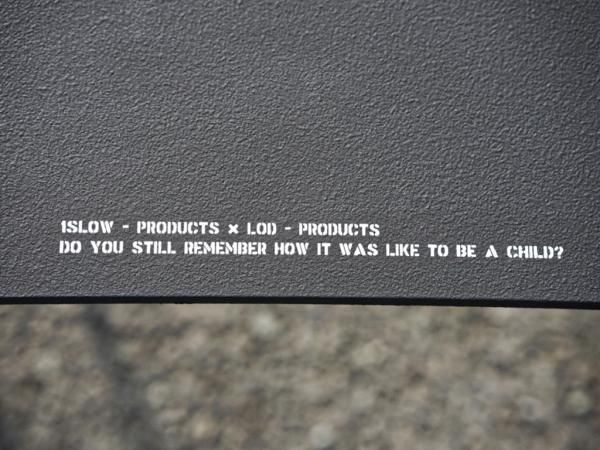 1SLOW - PRODUCTS × LOD - PRODUCTS
DO YOU STILL REMEMBER HOW IT WAS LIKE TO BE A CHILD?